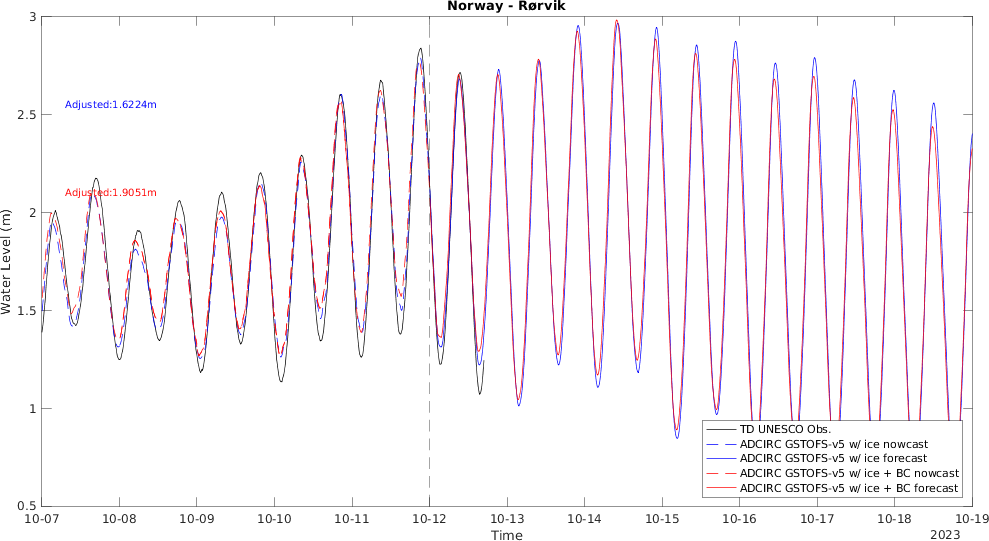 Norway - Rørvik
3
2.5
2
1.5
1
0.5
Water Level (m)
Adjusted:1.6224m
Adjusted:1.9051m
TD UNESCO Obs.
ADCIRC GSTOFS-v5 w/ ice nowcast
ADCIRC GSTOFS-v5 w/ ice forecast
ADCIRC GSTOFS-v5 w/ ice + BC nowcast
ADCIRC GSTOFS-v5 w/ ice + BC forecast
10-07 10-08 10-09 10-10 10-11 10-12 10-13 10-14 10-15 10-16 10-17 10-18 10-19
Time
2023